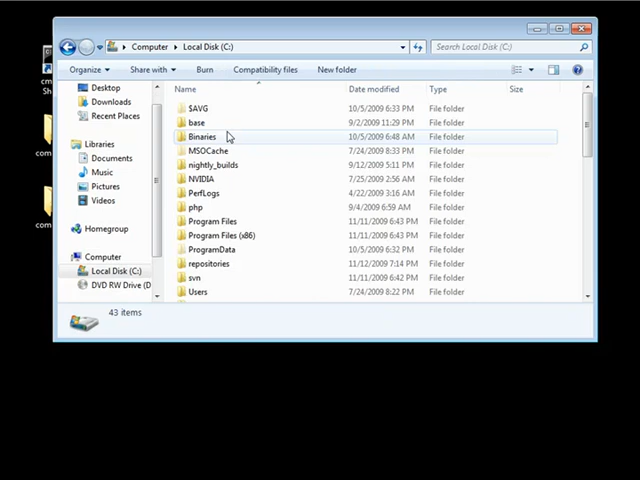 Computer Local Disk (C:) Search Local Disk (C:)
Organize Share with Burn Compatibility files New folder
Name Date modified Type Size
Desktop
Downloads
Recent Places
Libraries
Documents
Music
Pictures
Videos
Homegroup
Computer
Local Disk (C:)
DVD RW Drive (D
$AVG 10/5/2009 6:33 PM File folder
base 9/2/2009 11:29 PM File folder
Binaries 10/5/2009 6:48 AM File folder
MSOCache 7/24/2009 8:33 PM File folder
nightly_builds 9/12/2009 5:11 PM File folder
NVIDIA 7/25/2009 2:56 AM File folder
PerfLogs 4/22/2009 3:16 AM File folder
php 9/4/2009 6:59 AM File folder
Program Files 11/11/2009 6:43 PM File folder
Program Files (x86) 11/11/2009 6:43 PM File folder
ProgramData 10/5/2009 6:32 PM File folder
repositories 11/12/2009 7:14 PM File folder
svn 11/11/2009 6:42 PM File folder
Users 7/24/2009 8:22 PM File folder
43 items
cm
Sh
com
com